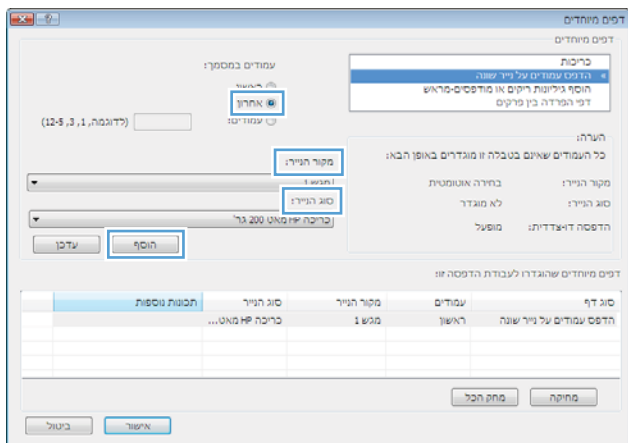 דפים מיוחדים
דפים מיוחדים
כריכות
הדפס עמודים על נייר שונה
הוסף גיליונות ריקים או מודפסים-מראש
דפי הפרדה בין פרקים
הערה:
כל העמודים שאינם בטבלה זו מוגדרים באופן הבא:
מקור הנייר: בחירה אוטומטית
סוג הנייר: לא מוגדר
הדפסה דו-צדדית: מופעל
עמודים במסמך:
ראשון
אחרון
עמודים: (לדוגמה, 1, 3, 12-5)
מקור הנייר:
מגש 1
סוג הנייר:
כריכה HP מאט 200 גר'
הוסף עדכן
דפים מיוחדים שהוגדרו לעבודת הדפסה זו:
סוג דף עמודים מקור הנייר סוג הנייר תכונות נוספות
הדפס עמודים על נייר שונה ראשון מגש 1 כריכה HP מאט...
מחיקה מחק הכל
אישור ביטול